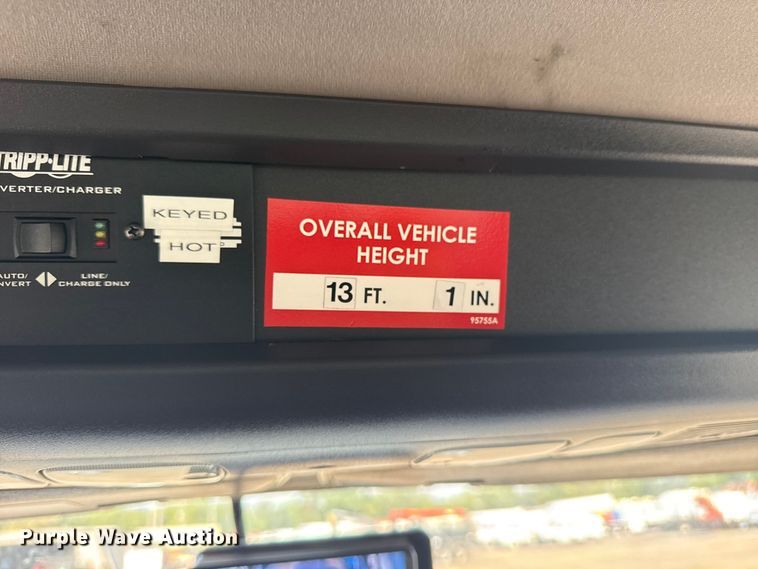 TRIPP·LITE
VERTER/CHARGER
KEYED
HOT
AUTO/
NVERT
LINE/
CHARGE ONLY
OVERALL VEHICLE
HEIGHT
13 FT. 1 IN.
95755A
Purple Wave Auction